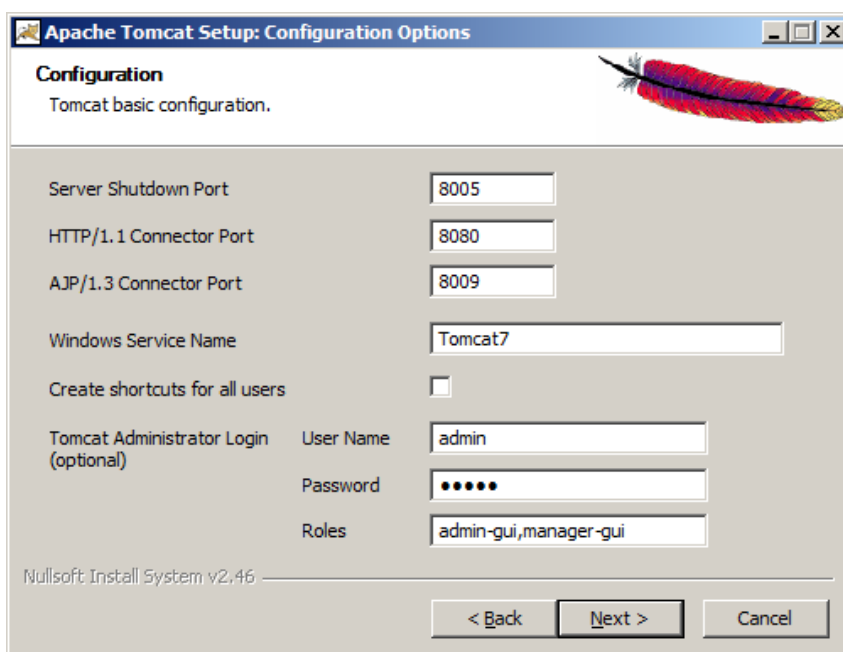 Apache Tomcat Setup: Configuration Options
Configuration
Tomcat basic configuration.
Server Shutdown Port 8005
HTTP/1.1 Connector Port 8080
AJP/1.3 Connector Port 8009
Windows Service Name Tomcat7
Create shortcuts for all users
Tomcat Administrator Login User Name admin
(optional)
Password •••••
Roles admin-gui,manager-gui
Nullsoft Install System v2.46
< Back Next > Cancel